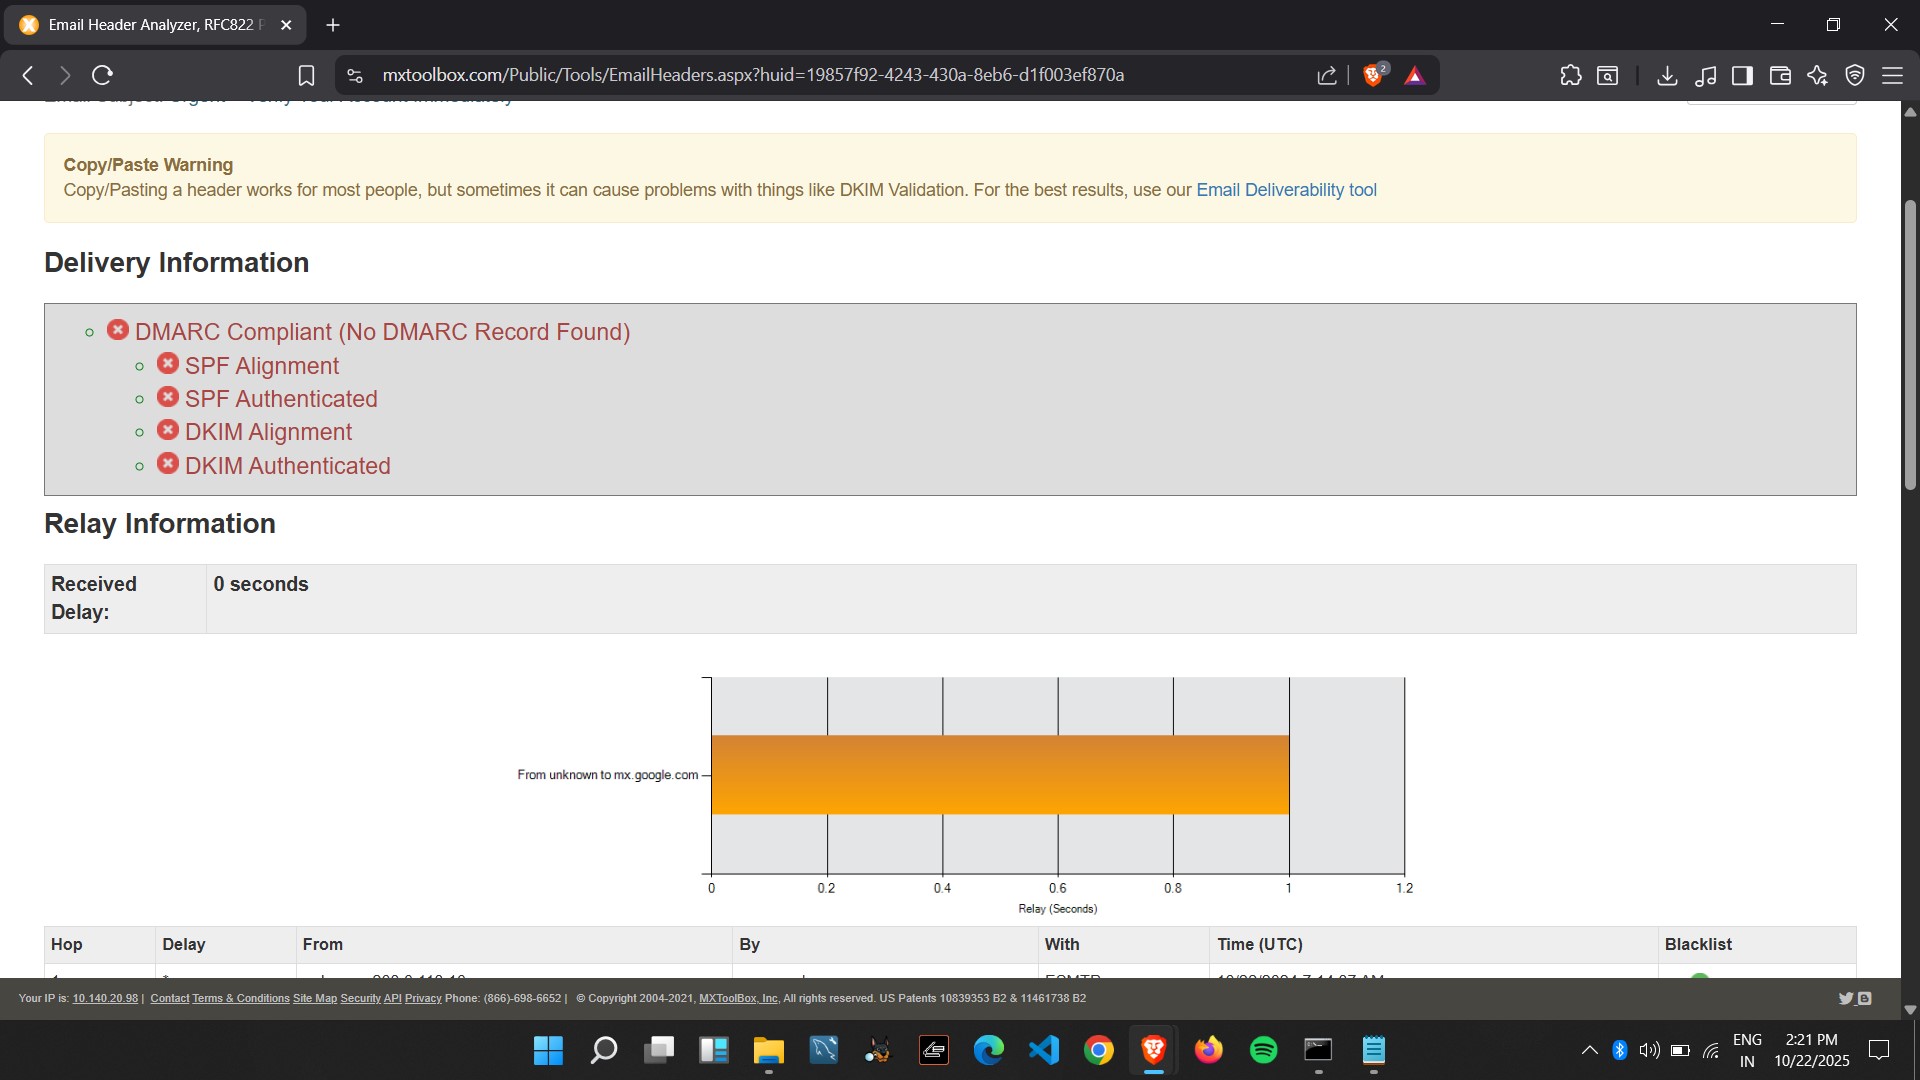 Email Header Analyzer, RFC822
mxtoolbox.com/Public/Tools/EmailHeaders.aspx?huid=19857f92-4243-430a-8eb6-d1f003ef870a
2
Copy/Paste Warning
Copy/Pasting a header works for most people, but sometimes it can cause problems with things like DKIM Validation. For the best results, use our Email Deliverability tool
Delivery Information
DMARC Compliant (No DMARC Record Found)
SPF Alignment
SPF Authenticated
DKIM Alignment
DKIM Authenticated
Relay Information
Received Delay: 0 seconds
From unknown to mx.google.com
0 0.2 0.4 0.6 0.8 1 1.2
Relay (Seconds)
Hop Delay From By With Time (UTC) Blacklist
Your IP is: 10.140.20.98 | Contact Terms & Conditions Site Map Security API Privacy Phone: (866)-698-6652 | © Copyright 2004-2021, MXToolBox, Inc, All rights reserved. US Patents 10839353 B2 & 11461738 B2
ENG
IN
2:21 PM
10/22/2025